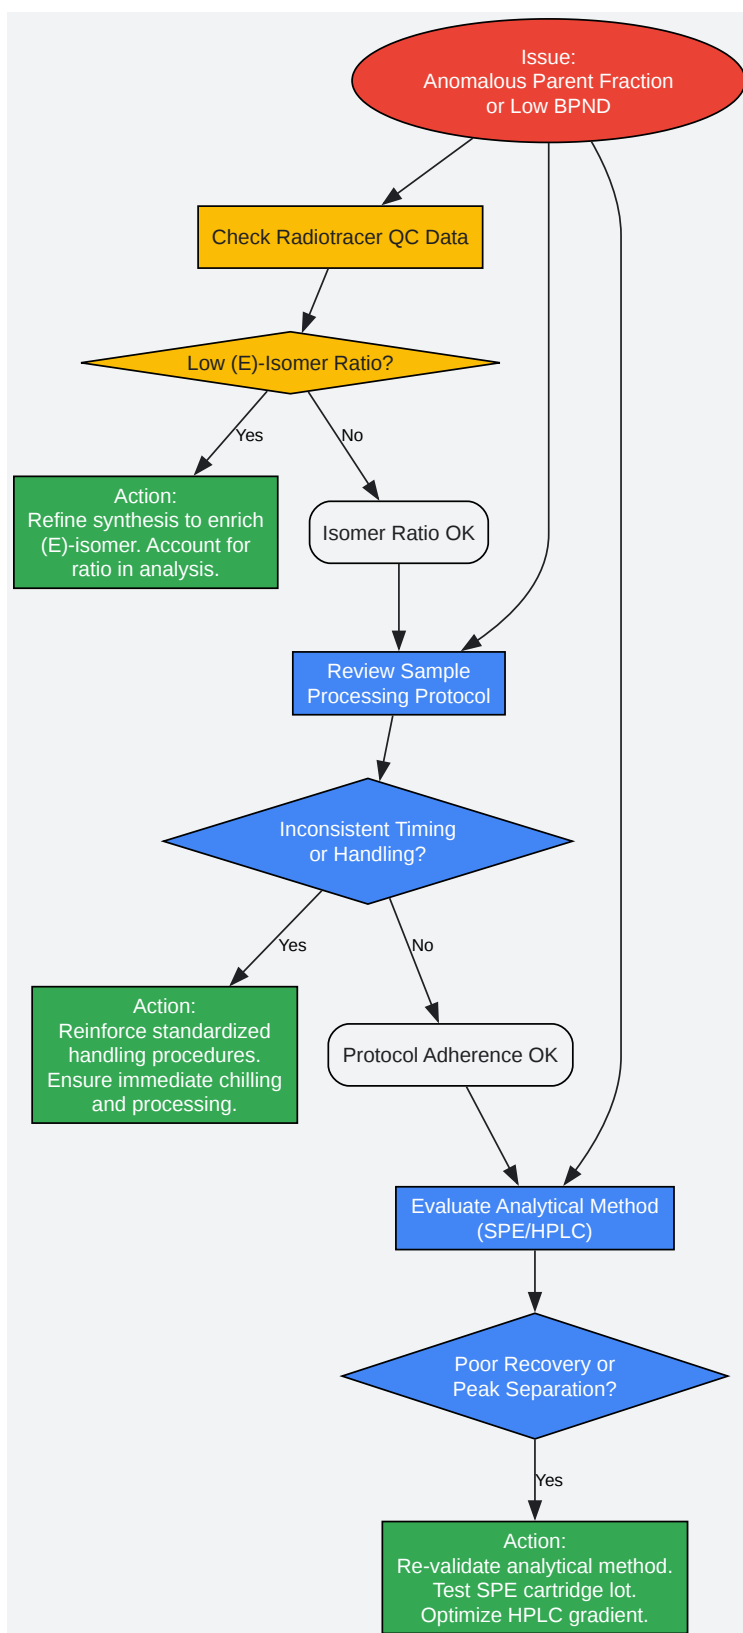 Issue:
Anomalous Parent Fraction
or Low BPND
Check Radiotracer QC Data
Low (E)-Isomer Ratio?
Yes
No
Action:
Refine synthesis to enrich
(E)-isomer. Account for
ratio in analysis.
Isomer Ratio OK
Review Sample
Processing Protocol
Inconsistent Timing
or Handling?
Yes
No
Action:
Reinforce standardized
handling procedures.
Ensure immediate chilling
and processing.
Protocol Adherence OK
Evaluate Analytical Method
(SPE/HPLC)
Poor Recovery or
Peak Separation?
Yes
Action:
Re-validate analytical method.
Test SPE cartridge lot.
Optimize HPLC gradient.